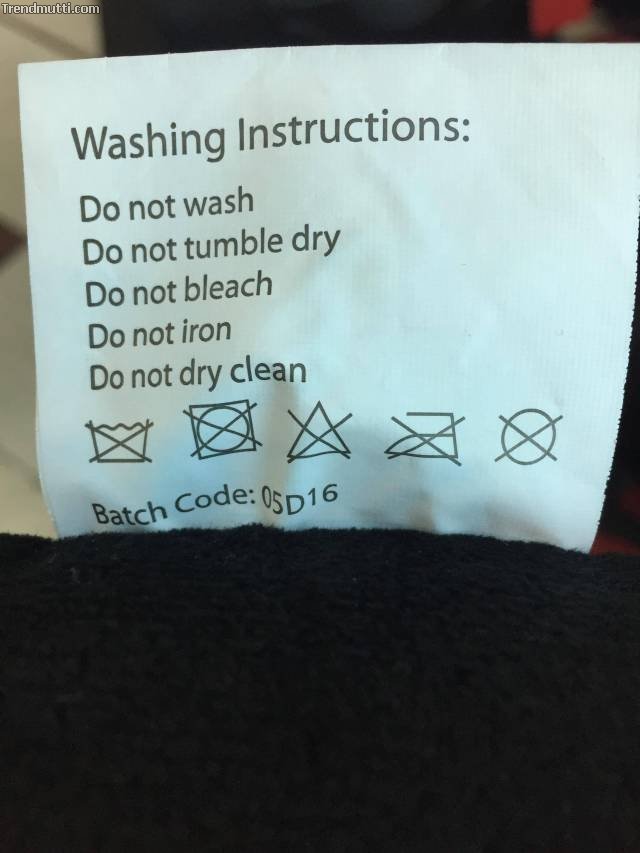 Trendmutti.com
Washing Instructions:
Do not wash
Do not tumble dry
Do not bleach
Do not iron
Do not dry clean
Batch Code: 05D16